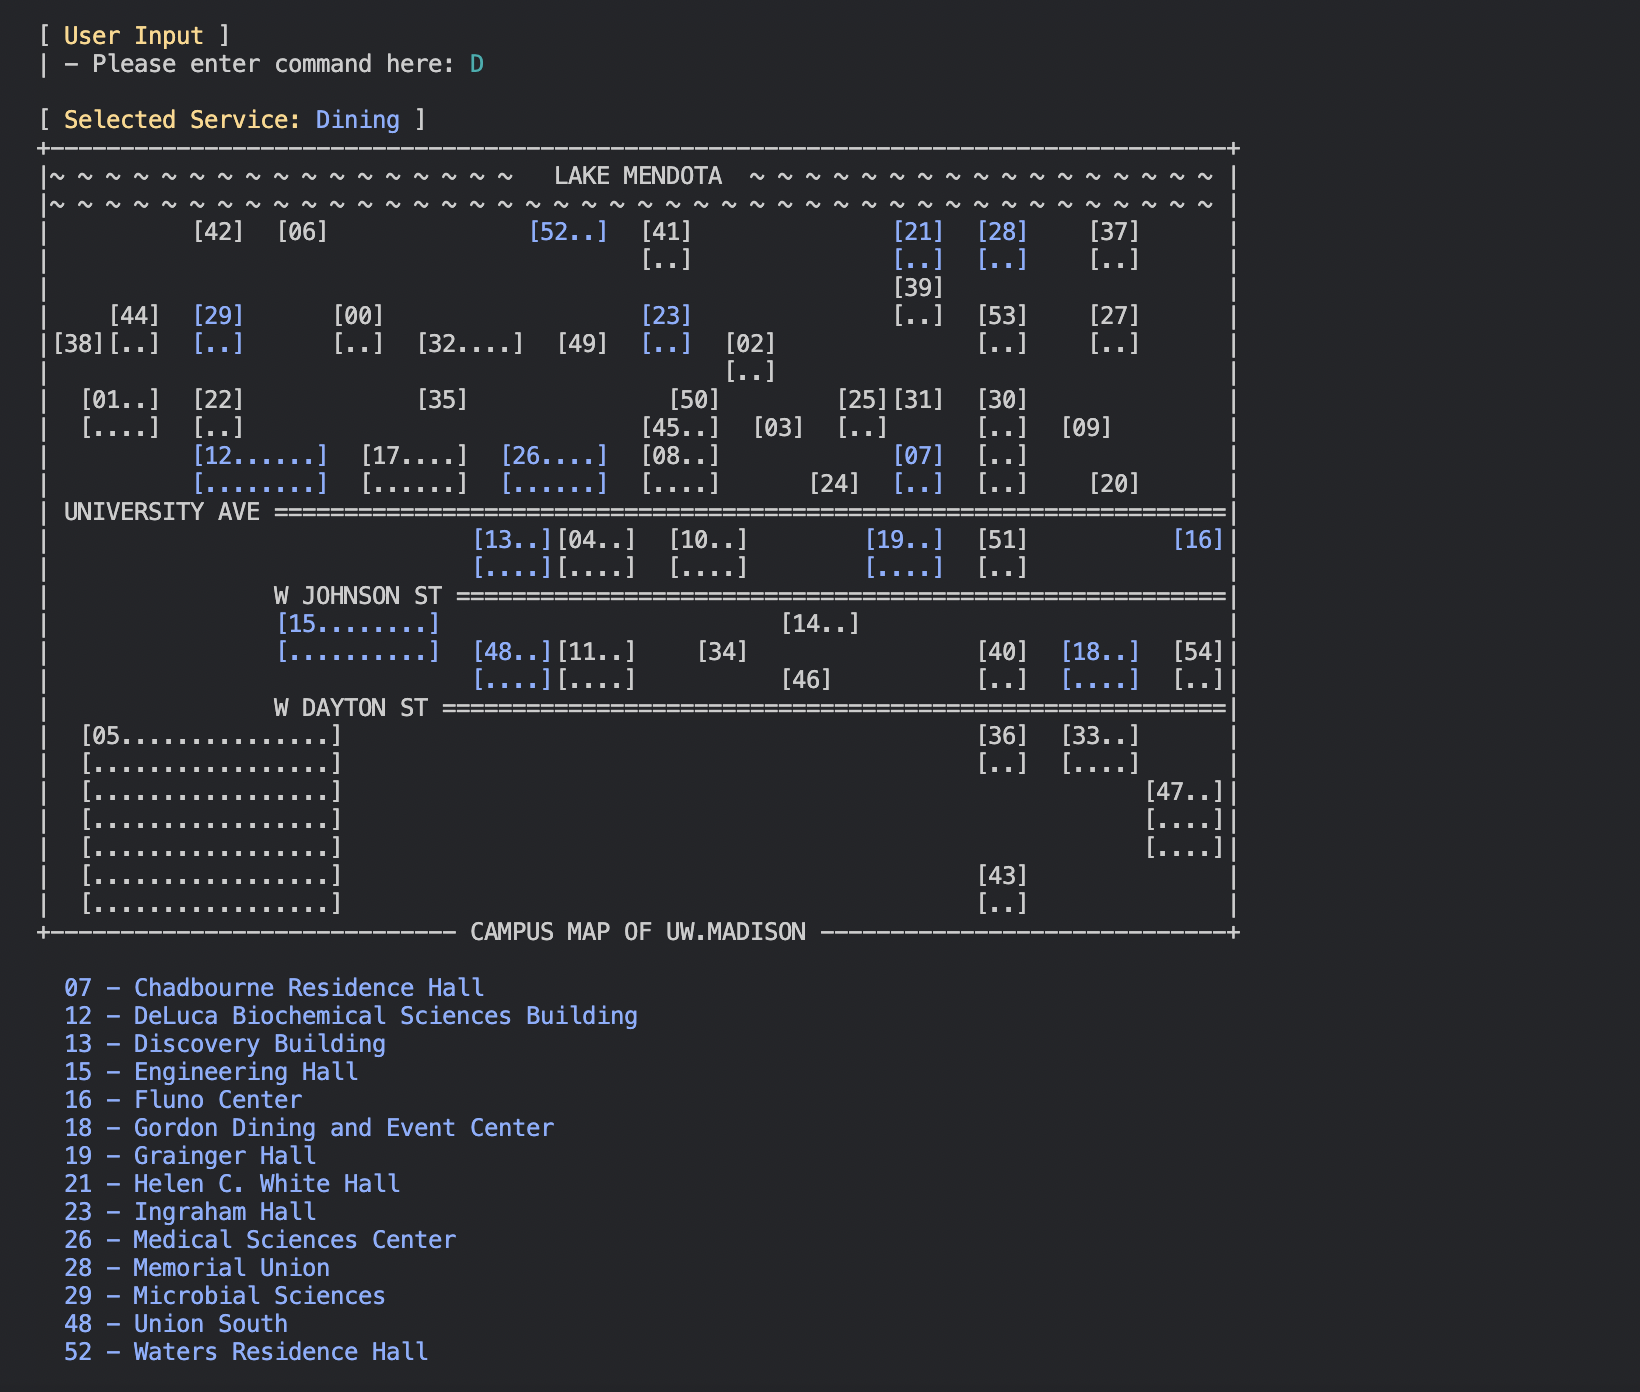 [ User Input ]
| - Please enter command here: D

[ Selected Service: Dining ]
+------------------------------------------------------------------------------------+
|~ ~ ~ ~ ~ ~ ~ ~ ~ ~ ~ ~ ~ ~ ~ ~ ~   LAKE MENDOTA  ~ ~ ~ ~ ~ ~ ~ ~ ~ ~ ~ ~ ~ ~ ~ ~ ~ |
|~ ~ ~ ~ ~ ~ ~ ~ ~ ~ ~ ~ ~ ~ ~ ~ ~ ~ ~ ~ ~ ~ ~ ~ ~ ~ ~ ~ ~ ~ ~ ~ ~ ~ ~ ~ ~ ~ ~ ~ ~ ~ |
|          [42]  [06]              [52..]  [41]              [21]  [28]    [37]      |
|                                          [..]              [..]  [..]    [..]      |
|                                                            [39]                    |
|    [44]  [29]      [00]                  [23]              [..]  [53]    [27]      |
|[38][..]  [..]      [..]  [32....]  [49]  [..]  [02]              [..]    [..]      |
|                                                [..]                                |
|  [01..]  [22]            [35]              [50]        [25][31]  [30]              |
|  [....]  [..]                            [45..]  [03]  [..]      [..]  [09]        |
|          [12......]  [17....]  [26....]  [08..]            [07]  [..]              |
|          [........]  [......]  [......]  [....]      [24]  [..]  [..]    [20]      |
| UNIVERSITY AVE ====================================================================|
|                              [13..][04..]  [10..]        [19..]  [51]          [16]|
|                              [....][....]  [....]        [....]  [..]              |
|                W JOHNSON ST =======================================================|
|                [15........]                        [14..]                          |
|                [..........]  [48..][11..]    [34]                [40]  [18..]  [54]|
|                              [....][....]          [46]          [..]  [....]  [..]|
|                W DAYTON ST ========================================================|
|  [05...............]                                             [36]  [33..]      |
|  [.................]                                             [..]  [....]      |
|  [.................]                                                         [47..]|
|  [.................]                                                         [....]|
|  [.................]                                                         [....]|
|  [.................]                                             [43]              |
|  [.................]                                             [..]              |
+----------------------------- CAMPUS MAP OF UW.MADISON -----------------------------+

07 - Chadbourne Residence Hall
12 - DeLuca Biochemical Sciences Building
13 - Discovery Building
15 - Engineering Hall
16 - Fluno Center
18 - Gordon Dining and Event Center
19 - Grainger Hall
21 - Helen C. White Hall
23 - Ingraham Hall
26 - Medical Sciences Center
28 - Memorial Union
29 - Microbial Sciences
48 - Union South
52 - Waters Residence Hall